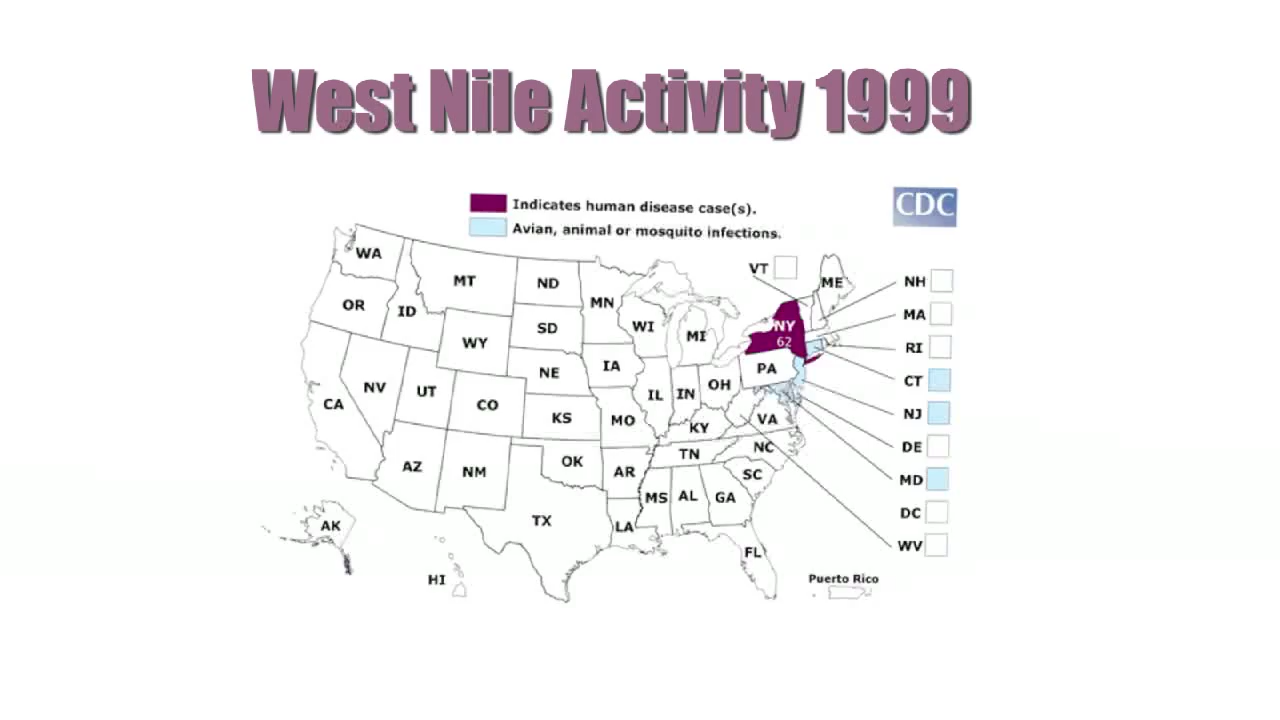 West Nile Activity 1999
Indicates human disease case(s).
CDC
Avian, animal or mosquito infections.
WA
VT
MT
ND
ME
NH
OR
ID
MN
MA
SD
WI
NY
MI
62
WY
RI
IA
PA
NE
CT
NV
UT
OH
IL
IN
CA
CO
NJ
KS
MO
VA
KY
DE
NC
TN
OK
AZ
NM
AR
SC
MD
MS
AL
GA
DC
TX
AK
LA
WV
FL
HI
Puerto Rico